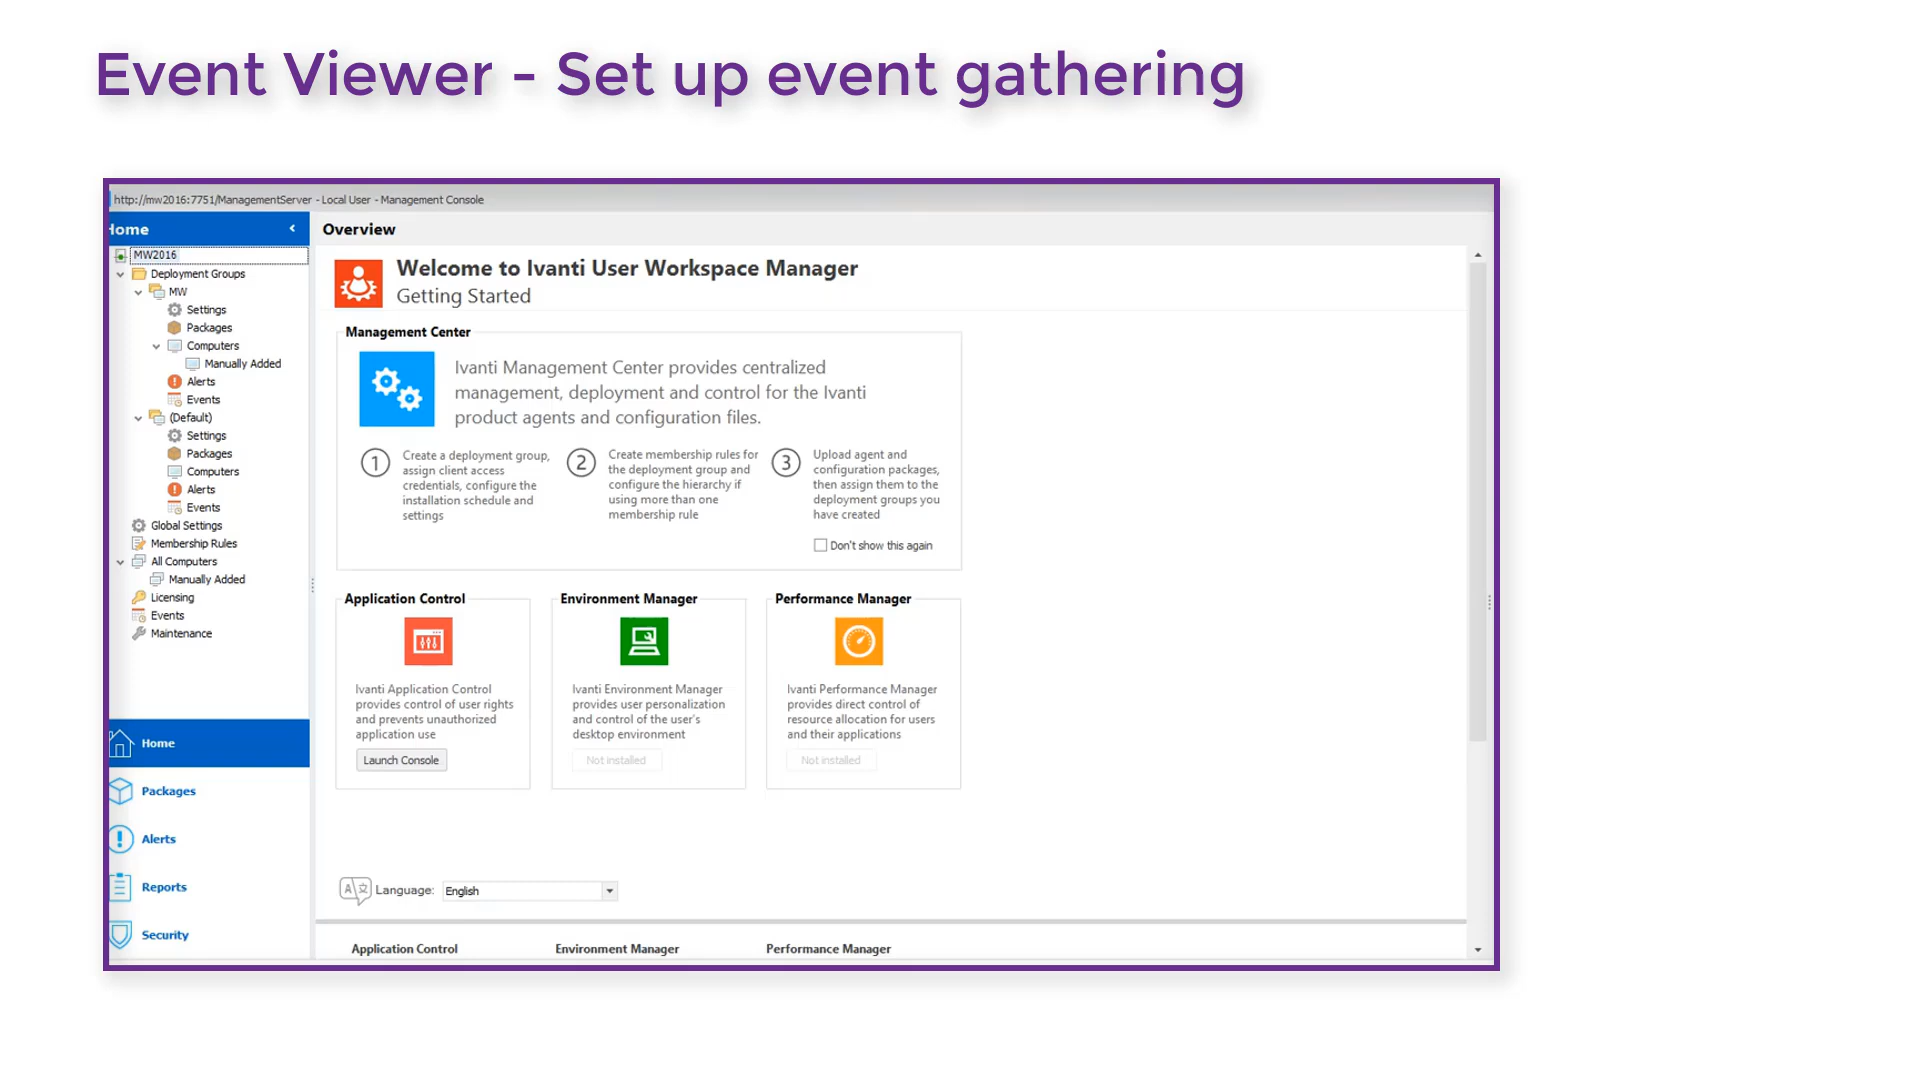 Event Viewer - Set up event gathering
http://mw2016:7751/ManagementServer - Local User - Management Console
Home
Overview
MW2016
Deployment Groups
MW
Settings
Packages
Computers
Manually Added
Alerts
Events
(Default)
Settings
Packages
Computers
Alerts
Events
Global Settings
Membership Rules
All Computers
Manually Added
Licensing
Events
Maintenance
Home
Packages
Alerts
Reports
Security
Welcome to Ivanti User Workspace Manager
Getting Started
Management Center
Ivanti Management Center provides centralized
management, deployment and control for the Ivanti
product agents and configuration files.
1
Create a deployment group,
assign client access
credentials, configure the
installation schedule and
settings
2
Create membership rules for
the deployment group and
configure the hierarchy if
using more than one
membership rule
3
Upload agent and
configuration packages,
then assign them to the
deployment groups you
have created
Don't show this again
Application Control
Ivanti Application Control
provides control of user rights
and prevents unauthorized
application use
Launch Console
Environment Manager
Ivanti Environment Manager
provides user personalization
and control of the user's
desktop environment
Not installed
Performance Manager
Ivanti Performance Manager
provides direct control of
resource allocation for users
and their applications
Not installed
Language: English
Application Control Environment Manager Performance Manager